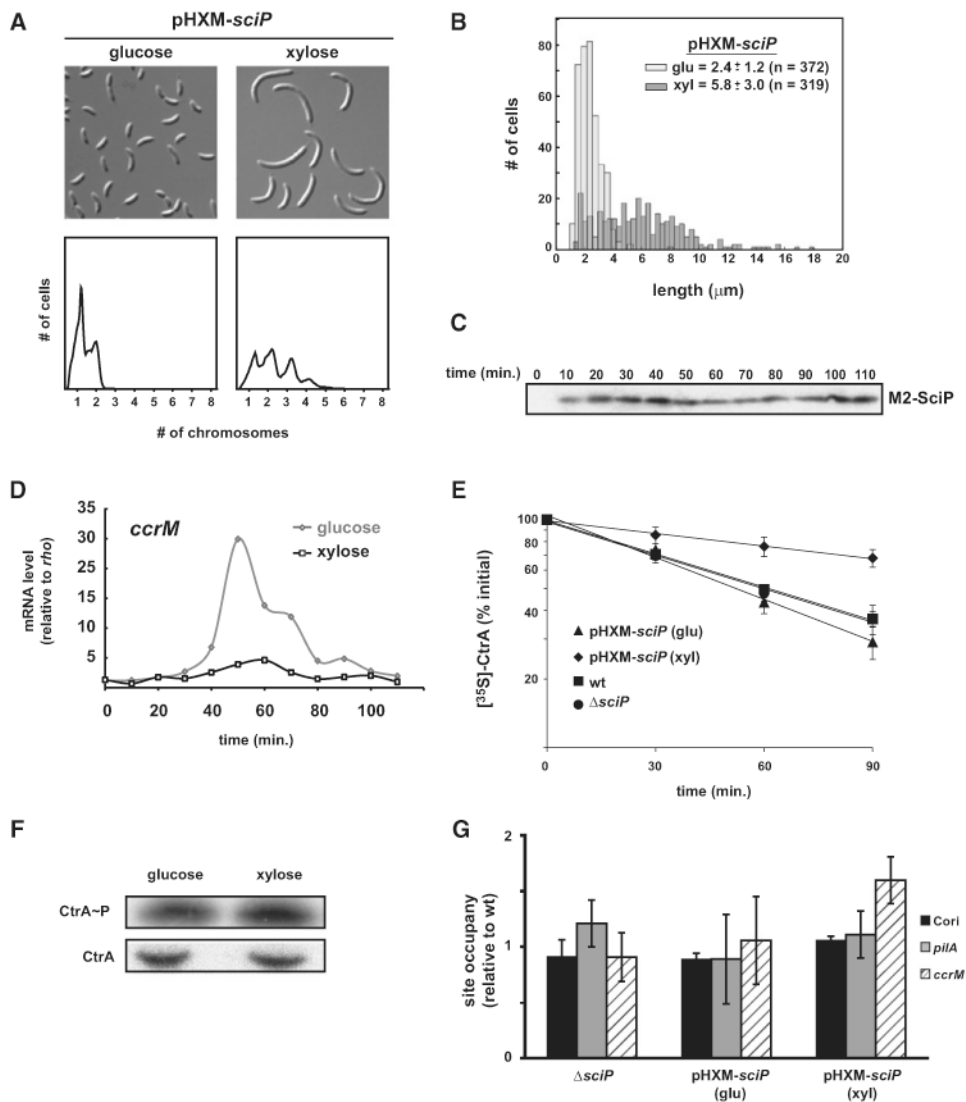 A
pHXM-sciP
glucose
xylose
# of cells
1 2 3 4 5 6 7 8
1 2 3 4 5 6 7 8
# of chromosomes
B
80
60
40
20
0
# of cells
pHXM-sciP
glu = 2.4 ± 1.2 (n = 372)
xyl = 5.8 ± 3.0 (n = 319)
0 2 4 6 8 10 12 14 16 18 20
length (μm)
C
time (min.) 0 10 20 30 40 50 60 70 80 90 100 110
M2-SciP
D
ccrM
glucose
xylose
mRNA level
(relative to rho)
35
30
25
20
15
10
5
0 20 40 60 80 100
time (min.)
E
[35S]-CtrA (% initial)
100
80
60
40
20
pHXM-sciP (glu)
pHXM-sciP (xyl)
wt
ΔsciP
0 30 60 90
time (min.)
F
glucose xylose
CtrA~P
CtrA
G
site occupany
(relative to wt)
2
1
0
Cori
pilA
ccrM
ΔsciP
pHXM-sciP
(glu)
pHXM-sciP
(xyl)